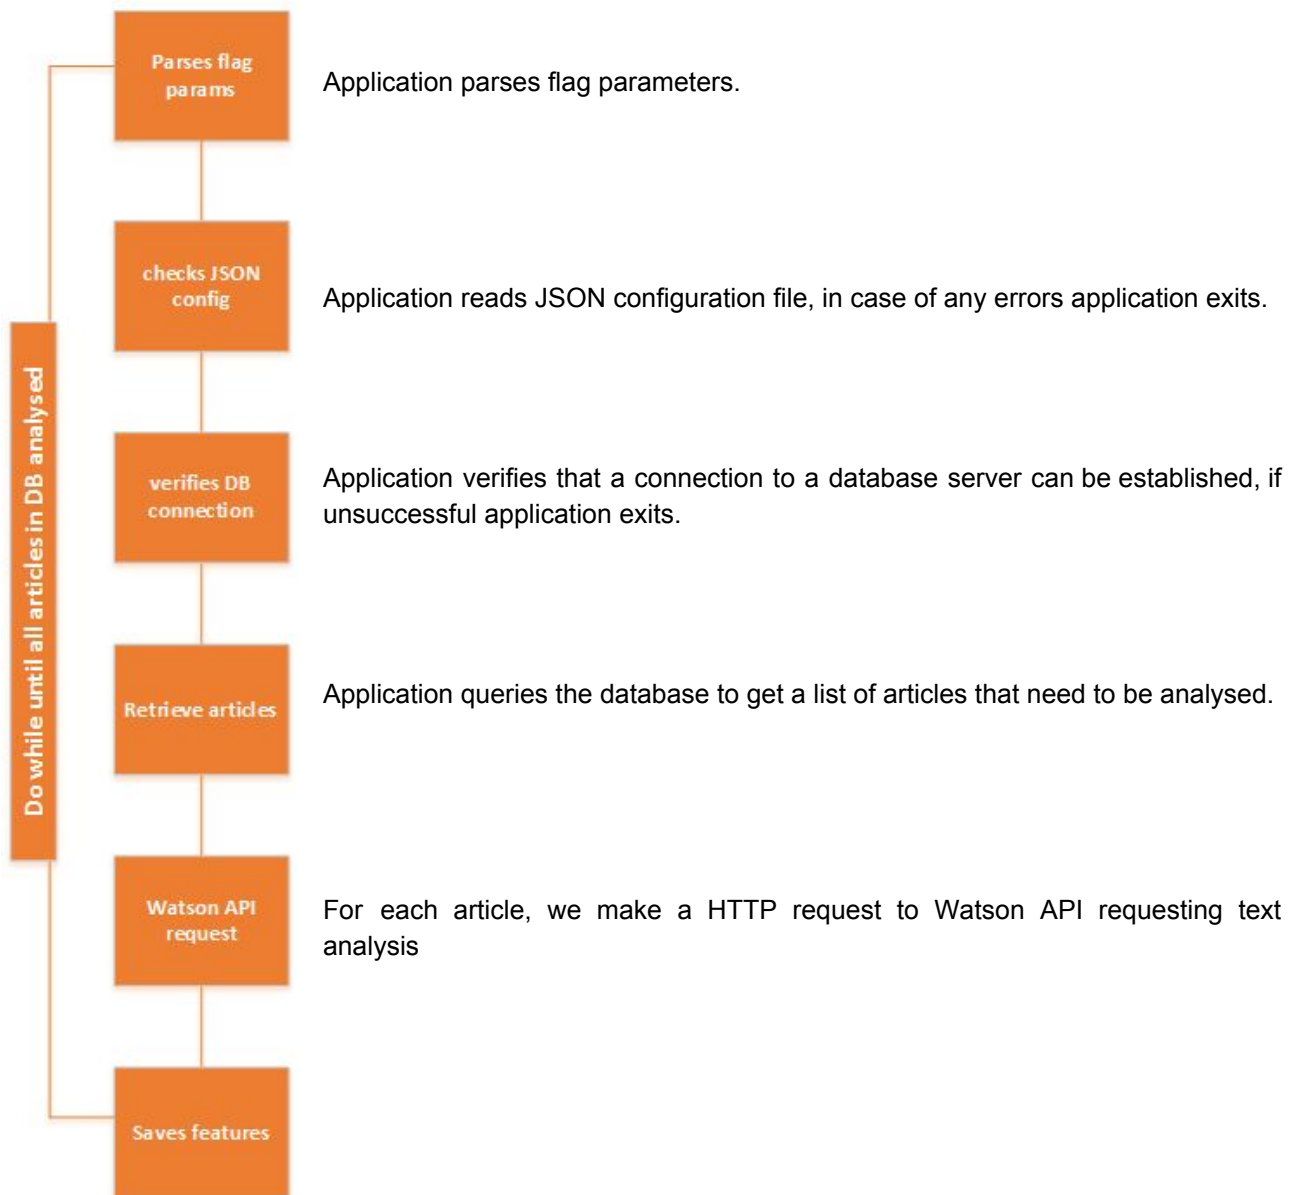 Parses flag
params
Application parses flag parameters.
checks JSON
config
Application reads JSON configuration file, in case of any errors application exits.
Do while until all articles in DB analysed
verifies DB
connection
Application verifies that a connection to a database server can be established, if
unsuccessful application exits.
Retrieve articles
Application queries the database to get a list of articles that need to be analysed.
Watson API
request
For each article, we make a HTTP request to Watson API requesting text
analysis
Saves features